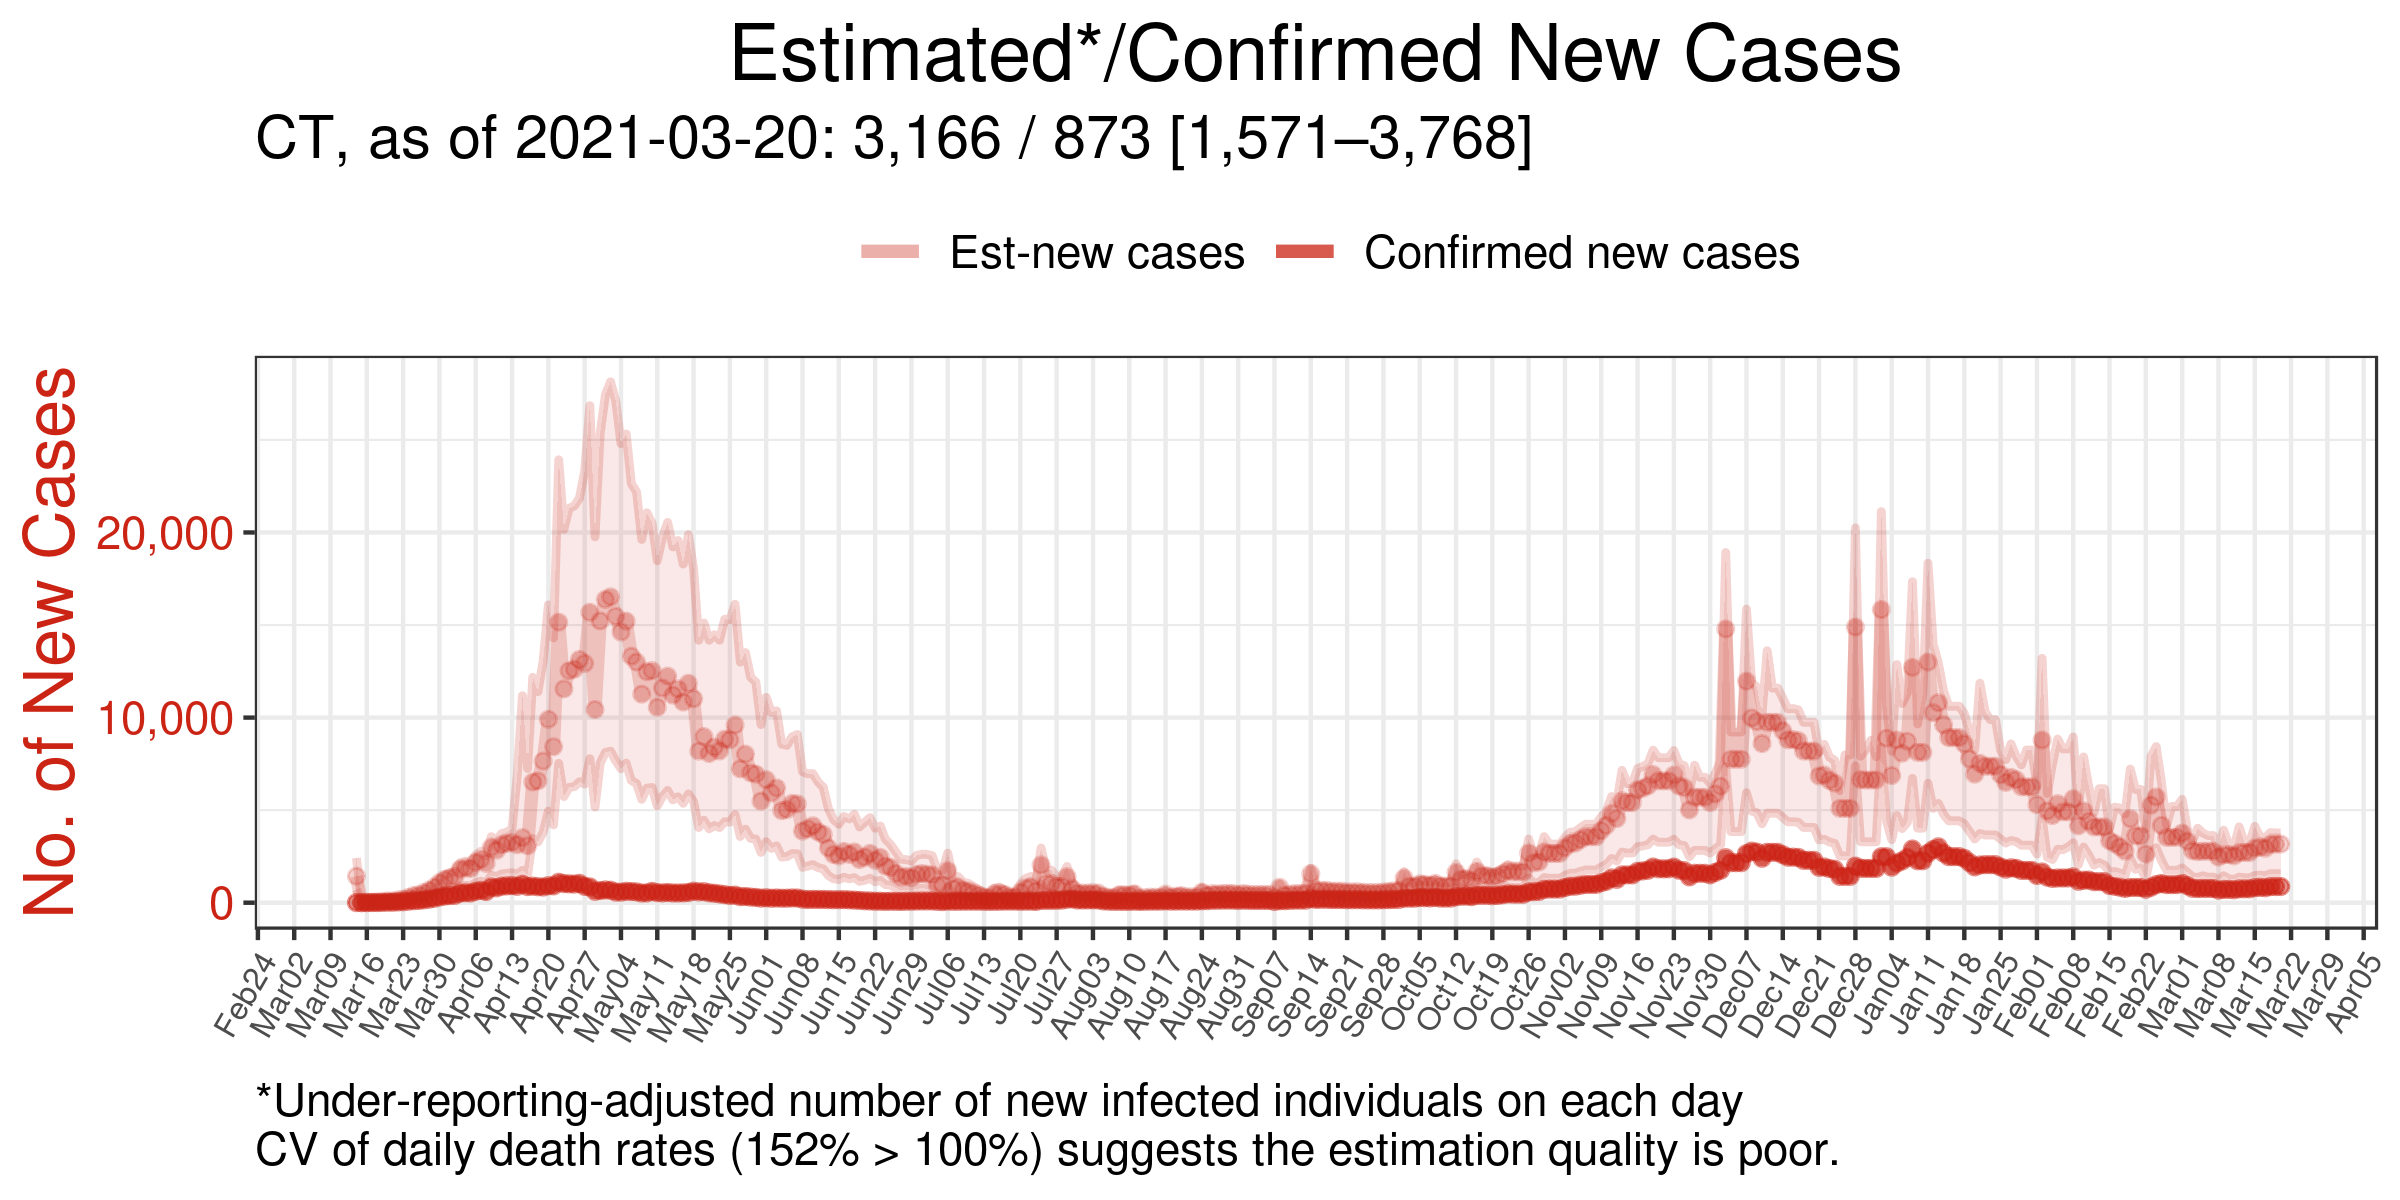 Estimated*/Confirmed New Cases
CT, as of 2021-03-20: 3,166 / 873 [1,571–3,768]
Est-new cases Confirmed new cases
No. of New Cases
20,000
10,000
0
Feb24 Mar02 Mar09 Mar16 Mar23 Mar30 Apr06 Apr13 Apr20 Apr27 May04 May11 May18 May25 Jun01 Jun08 Jun15 Jun22 Jun29 Jul06 Jul13 Jul20 Jul27 Aug03 Aug10 Aug17 Aug24 Aug31 Sep07 Sep14 Sep21 Sep28 Oct05 Oct12 Oct19 Oct26 Nov02 Nov09 Nov16 Nov23 Nov30 Dec07 Dec14 Dec21 Dec28 Jan04 Jan11 Jan18 Jan25 Feb01 Feb08 Feb15 Feb22 Mar01 Mar08 Mar15 Mar22 Mar29 Apr05
*Under-reporting-adjusted number of new infected individuals on each day
CV of daily death rates (152% > 100%) suggests the estimation quality is poor.